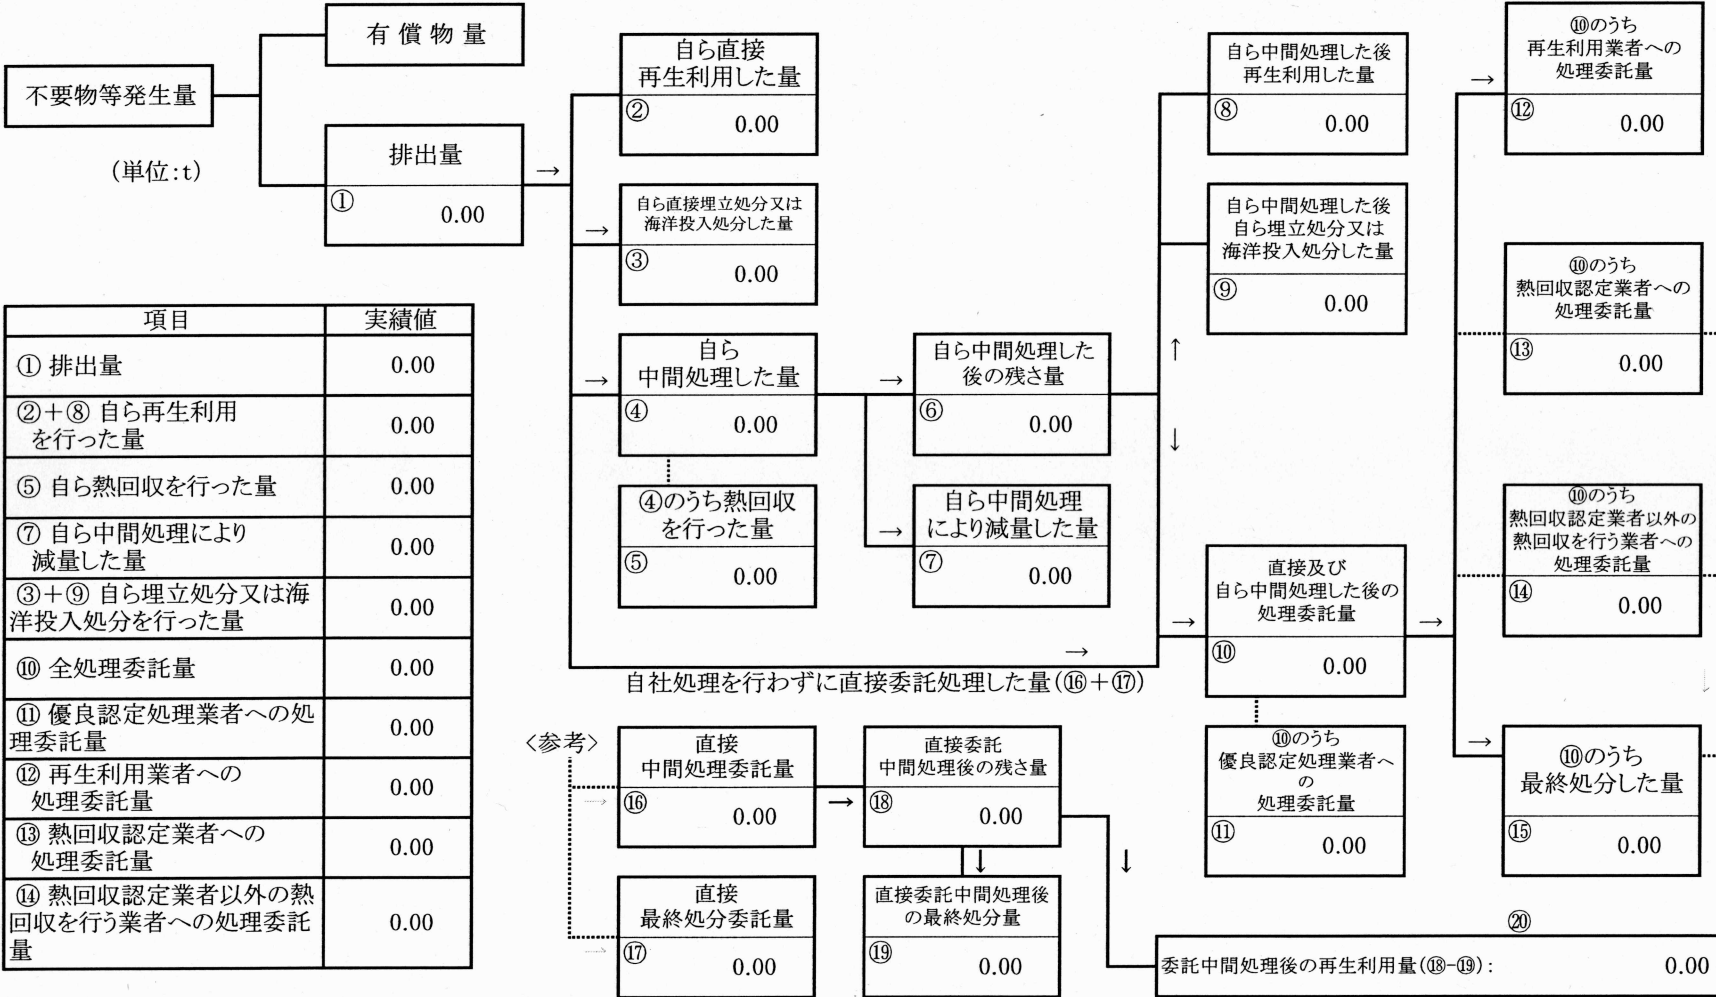 不要物等発生量
有償物量
(単位:t)
排出量
①
0.00
→
自ら直接
再生利用した量
②
0.00
→
自ら直接埋立処分又は
海洋投入処分した量
③
0.00
→
自ら
中間処理した量
④
0.00
④のうち熱回収
を行った量
⑤
0.00
→
自ら中間処理した
後の残さ量
⑥
0.00
→
自ら中間処理
により減量した量
⑦
0.00
↑
↓
自ら中間処理した後
再生利用した量
⑧
0.00
自ら中間処理した後
自ら埋立処分又は
海洋投入処分した量
⑨
0.00
→
自社処理を行わずに直接委託処理した量(⑯+⑰)
→
直接及び
自ら中間処理した後の
処理委託量
⑩
0.00
→
⑩のうち
優良認定処理業者へ
の
処理委託量
⑪
0.00
→
⑩のうち
再生利用業者への
処理委託量
⑫
0.00
⑩のうち
熱回収認定業者への
処理委託量
⑬
0.00
⑩のうち
熱回収認定業者以外の
熱回収を行う業者への
処理委託量
⑭
0.00
↓
→
⑩のうち
最終処分した量
⑮
0.00
項目 実績値
① 排出量 0.00
②+⑧ 自ら再生利用
を行った量 0.00
⑤ 自ら熱回収を行った量 0.00
⑦ 自ら中間処理により
減量した量 0.00
③+⑨ 自ら埋立処分又は海
洋投入処分を行った量 0.00
⑩ 全処理委託量 0.00
⑪ 優良認定処理業者への処
理委託量 0.00
⑫ 再生利用業者への
処理委託量 0.00
⑬ 熱回収認定業者への
処理委託量 0.00
⑭ 熱回収認定業者以外の熱
回収を行う業者への処理委託
量 0.00
<参考>
→
直接
中間処理委託量
⑯
0.00
→
直接委託
中間処理後の残さ量
⑱
0.00
↓
↓
→
直接
最終処分委託量
⑰
0.00
直接委託中間処理後
の最終処分量
⑲
0.00
⑳
委託中間処理後の再生利用量(⑱-⑲): 0.00